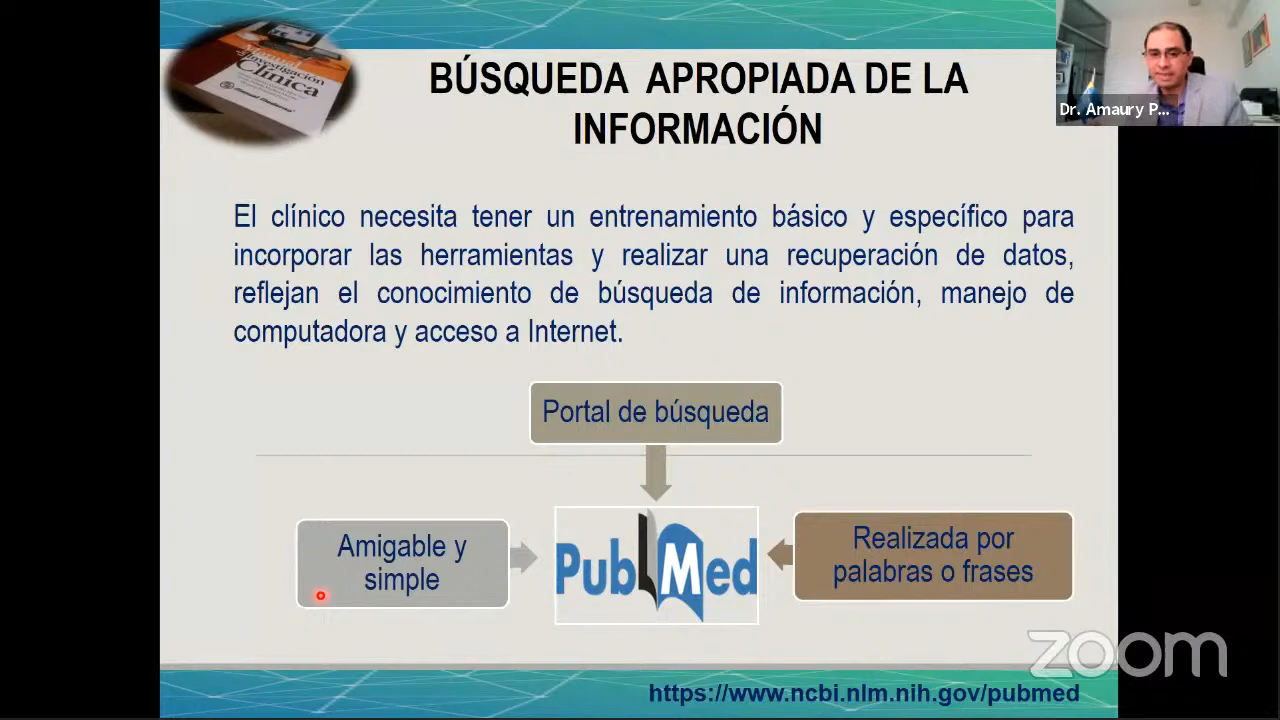 Manual
de Investigación
Clínica
BÚSQUEDA APROPIADA DE LA
INFORMACIÓN
Dr. Amaury P...
El clínico necesita tener un entrenamiento básico y específico para
incorporar las herramientas y realizar una recuperación de datos,
reflejan el conocimiento de búsqueda de información, manejo de
computadora y acceso a Internet.
Portal de búsqueda
Amigable y
simple
PubMed
Realizada por
palabras o frases
zoom
https://www.ncbi.nlm.nih.gov/pubmed